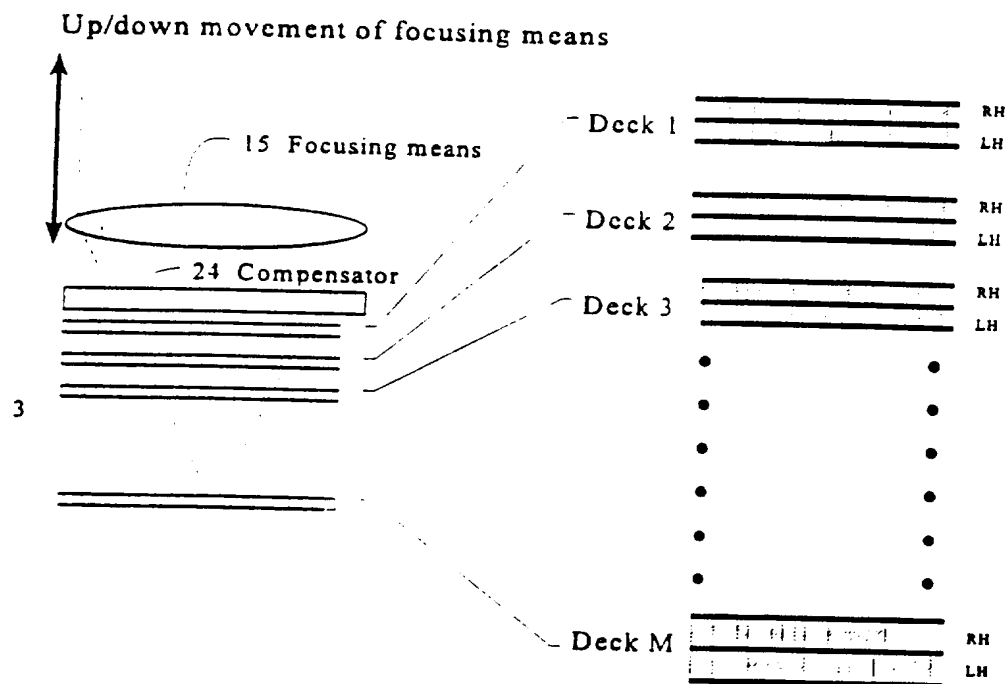 Up/down movement of focusing means
15 Focusing means
24 Compensator
3
Deck 1
RH
LH
Deck 2
RH
LH
Deck 3
RH
LH
Deck M
RH
LH